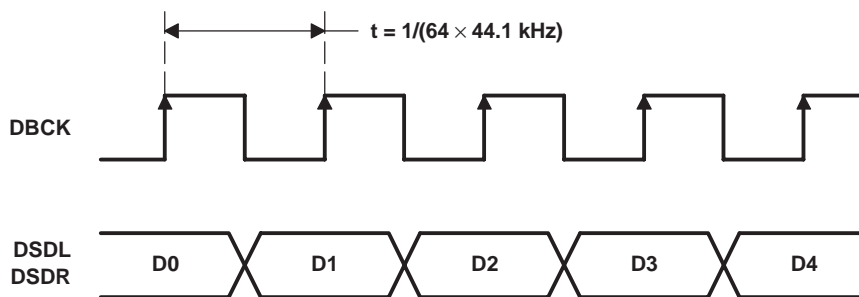 t = 1/(64 × 44.1 kHz)
DBCK
DSDL
DSDR
D0 D1 D2 D3 D4